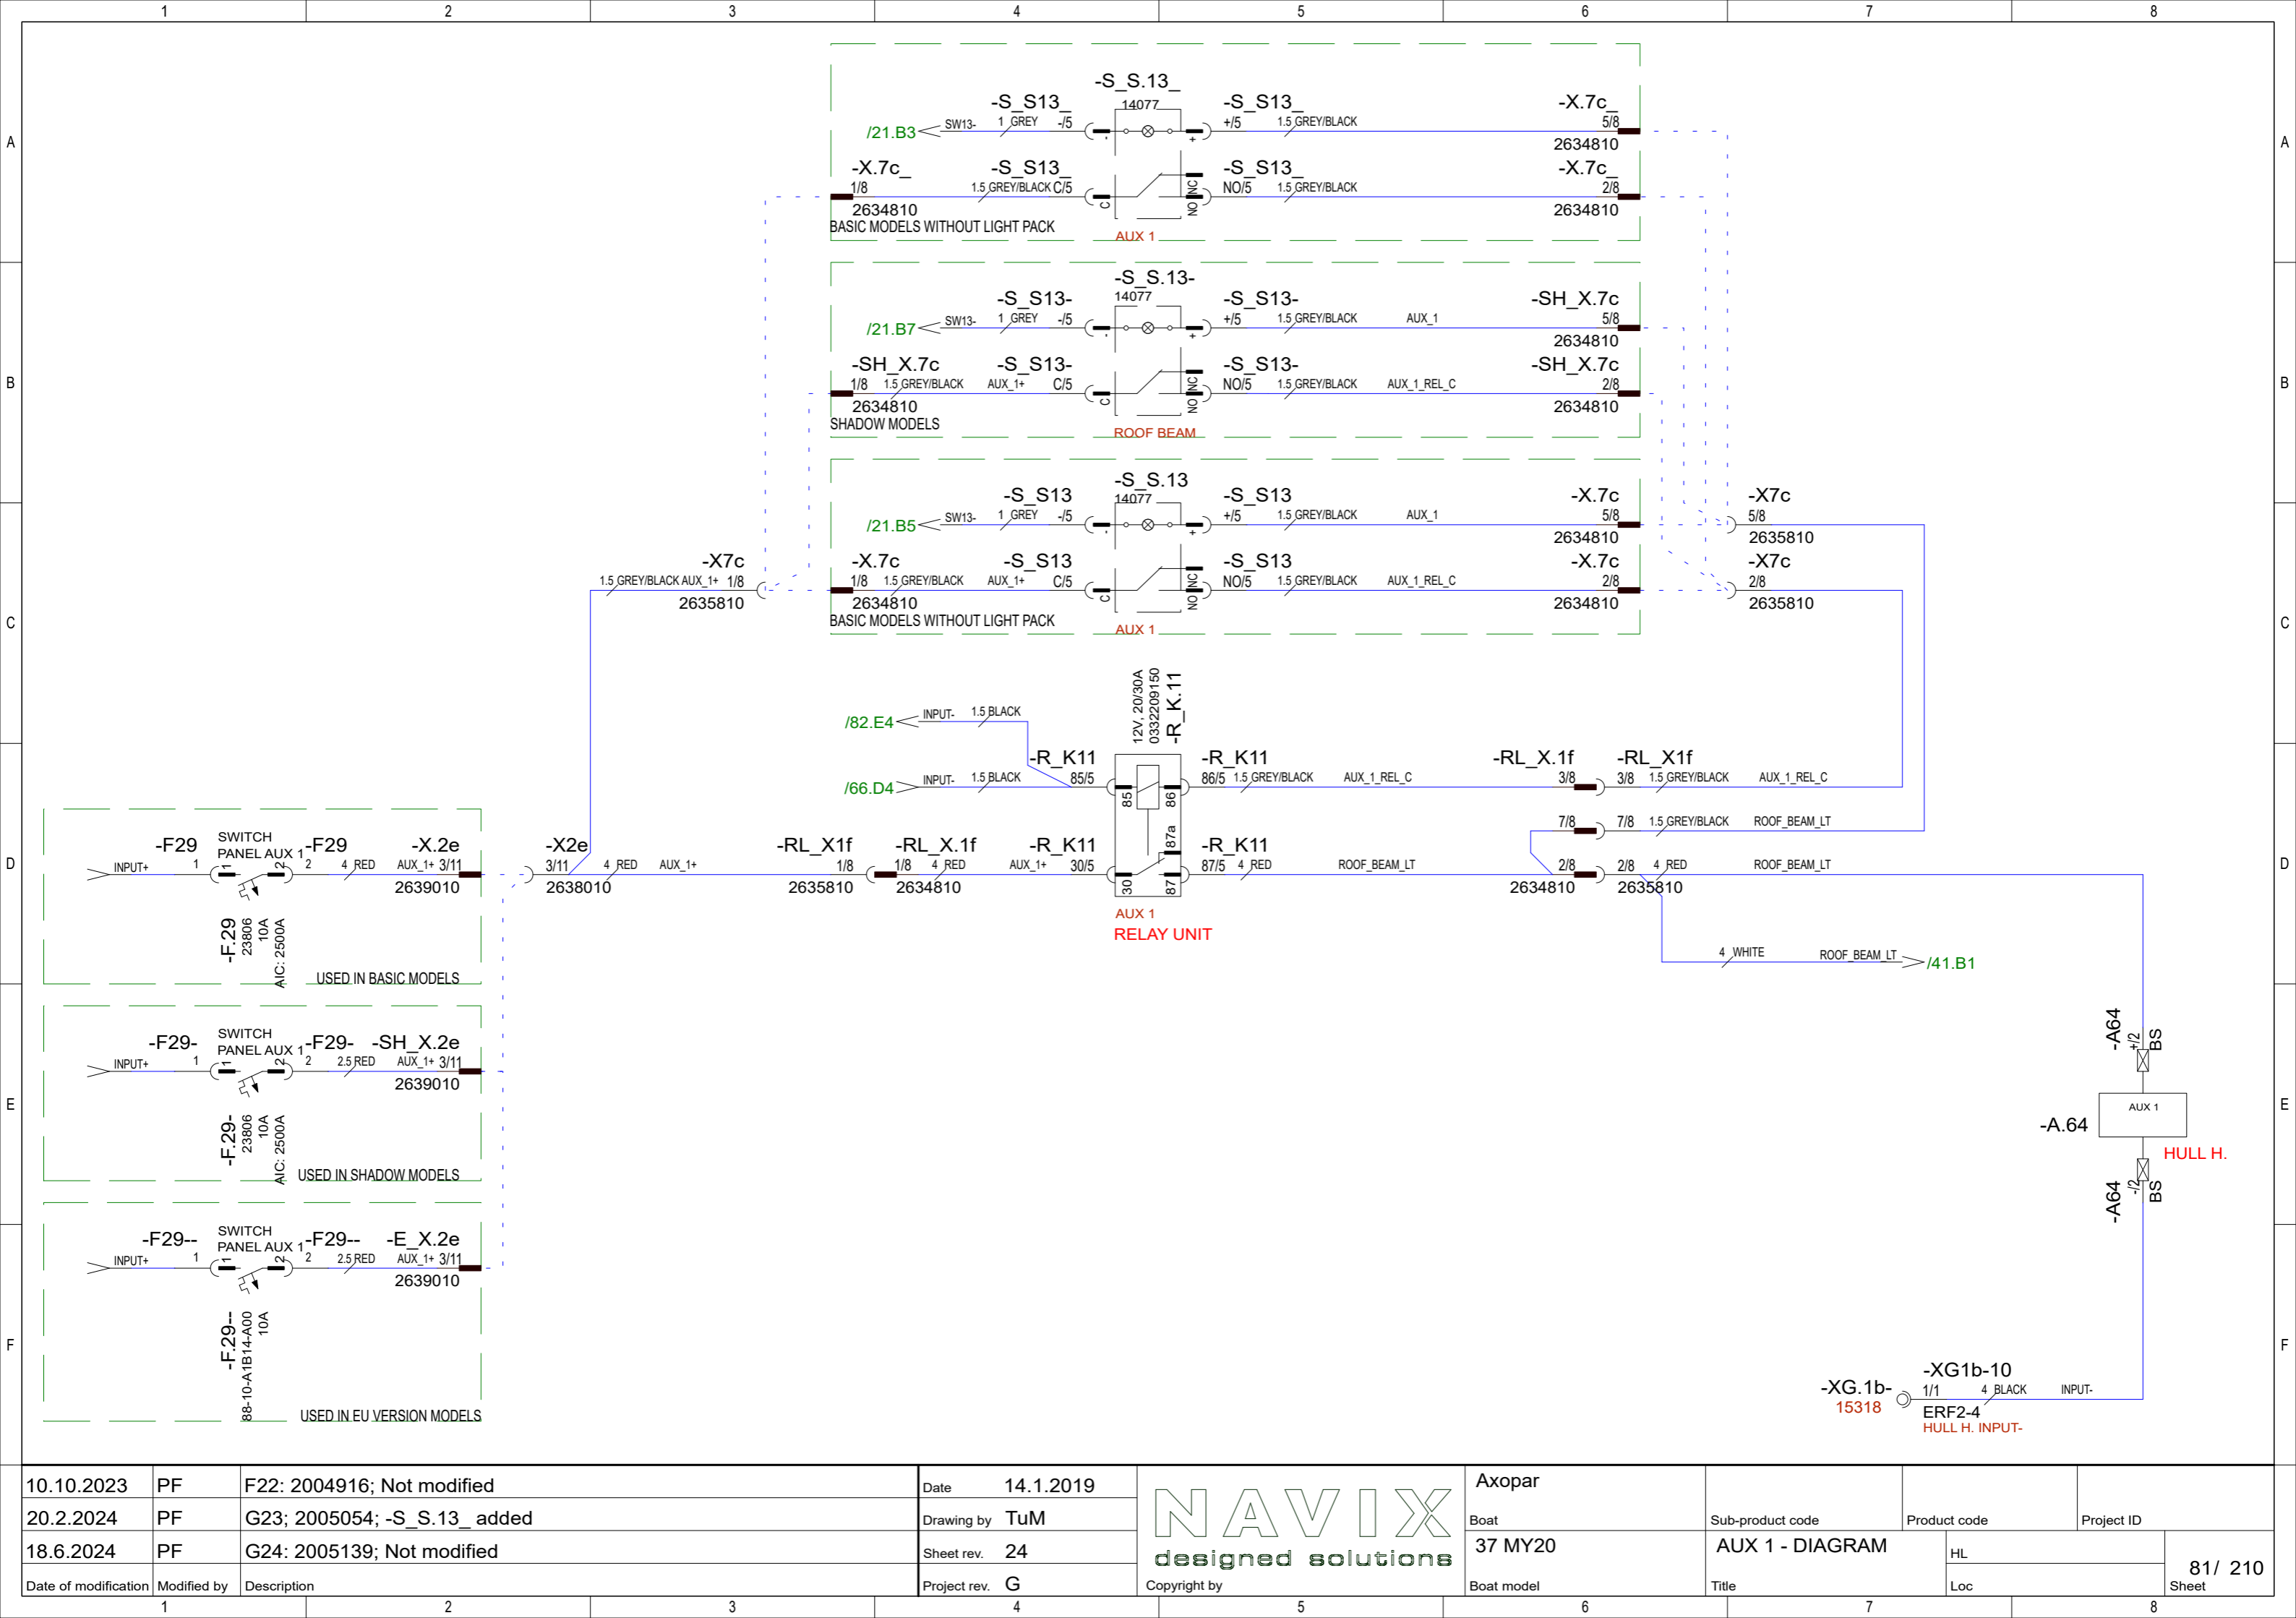 1 2 3 4 5 6 7 8
A A
B B
C C
D D
E E
F F
-S_S.13_
14077
-S_S13_
/21.B3 SW13- 1 GREY -/5
- +
-S_S13_
+/5 1.5 GREY/BLACK
-X.7c_
5/8
2634810
-X.7c_
1/8
2634810
-S_S13_
1.5 GREY/BLACK C/5
C NO NC
-S_S13_
NO/5 1.5 GREY/BLACK
-X.7c_
2/8
2634810
BASIC MODELS WITHOUT LIGHT PACK
AUX 1
-S_S.13-
14077
-S_S13-
/21.B7 SW13- 1 GREY -/5
- +
-S_S13-
+/5 1.5 GREY/BLACK AUX_1
-SH_X.7c
5/8
2634810
-SH_X.7c
1/8 1.5 GREY/BLACK AUX_1+
2634810
-S_S13-
C/5
C NO NC
-S_S13-
NO/5 1.5 GREY/BLACK AUX_1_REL_C
-SH_X.7c
2/8
2634810
SHADOW MODELS
ROOF BEAM
-S_S.13
14077
-S_S13
/21.B5 SW13- 1 GREY -/5
- +
-S_S13
+/5 1.5 GREY/BLACK AUX_1
-X.7c
5/8
2634810
-X7c
5/8
2635810
-X7c
1.5 GREY/BLACK AUX_1+ 1/8
2635810
-X.7c
1/8 1.5 GREY/BLACK AUX_1+
2634810
-S_S13
C/5
C NO NC
-S_S13
NO/5 1.5 GREY/BLACK AUX_1_REL_C
-X.7c
2/8
2634810
-X7c
2/8
2635810
BASIC MODELS WITHOUT LIGHT PACK
AUX 1
12V, 20/30A
0332209150
-R_K.11
/82.E4 INPUT- 1.5 BLACK
/66.D4 INPUT- 1.5 BLACK
-R_K11
85/5
85 86
-R_K11
86/5 1.5 GREY/BLACK AUX_1_REL_C
-RL_X.1f
3/8
-RL_X1f
3/8 1.5 GREY/BLACK AUX_1_REL_C
7/8 7/8 1.5 GREY/BLACK ROOF_BEAM_LT
-F29
SWITCH
PANEL AUX 1
-F29
-X.2e
INPUT+ 1 1 2 2 4 RED AUX_1+ 3/11
2639010
-F.29
23806
10A
AIC: 2500A
USED IN BASIC MODELS
-X2e
3/11 4 RED AUX_1+
2638010
-RL_X1f
1/8
2635810
-RL_X.1f
1/8 4 RED AUX_1+
2634810
-R_K11
30/5
30 87a 87
-R_K11
87/5 4 RED ROOF_BEAM_LT
2/8
2634810
2/8 4 RED ROOF_BEAM_LT
2635810
AUX 1
RELAY UNIT
4 WHITE ROOF_BEAM_LT /41.B1
-F29-
SWITCH
PANEL AUX 1
-F29-
-SH_X.2e
INPUT+ 1 1 2 2 2.5 RED AUX_1+ 3/11
2639010
-F.29-
23806
10A
AIC: 2500A
USED IN SHADOW MODELS
-A64
+/2
BS
AUX 1
-A.64
HULL H.
-A64
-/2
BS
-F29--
SWITCH
PANEL AUX 1
-F29--
-E_X.2e
INPUT+ 1 1 2 2 2.5 RED AUX_1+ 3/11
2639010
-F.29--
88-10-A1B14-A00
10A
USED IN EU VERSION MODELS
-XG.1b-
15318
-XG1b-10
1/1 4 BLACK INPUT-
ERF2-4
HULL H. INPUT-
10.10.2023 PF F22: 2004916; Not modified
20.2.2024 PF G23; 2005054; -S_S.13_ added
18.6.2024 PF G24: 2005139; Not modified
Date of modification Modified by Description
Date 14.1.2019
Drawing by TuM
Sheet rev. 24
Project rev. G
NAVIX
designed solutions
Copyright by
Axopar
Boat
37 MY20
Boat model
Sub-product code
Product code
Project ID
AUX 1 - DIAGRAM
Title
HL
Loc
81/ 210
Sheet
1 2 3 4 5 6 7 8